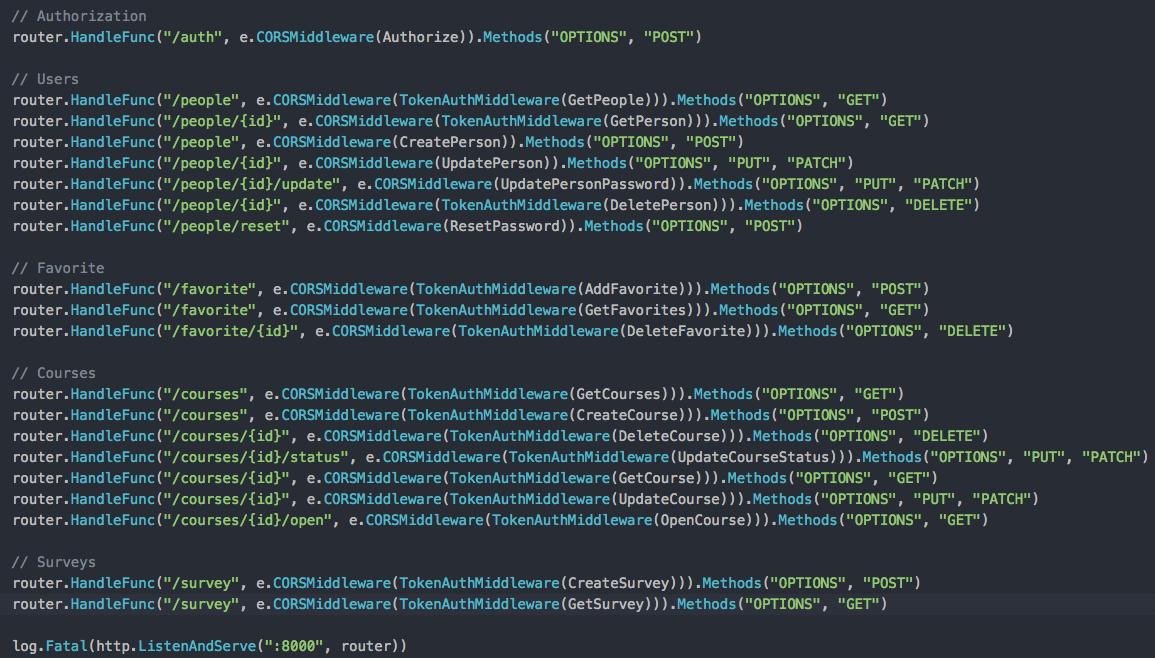 // Authorization
router.HandleFunc("/auth", e.CORSMiddleware(Authorize)).Methods("OPTIONS", "POST")
// Users
router.HandleFunc("/people", e.CORSMiddleware(TokenAuthMiddleware(GetPeople))).Methods("OPTIONS", "GET")
router.HandleFunc("/people/{id}", e.CORSMiddleware(TokenAuthMiddleware(GetPerson))).Methods("OPTIONS", "GET")
router.HandleFunc("/people", e.CORSMiddleware(CreatePerson)).Methods("OPTIONS", "POST")
router.HandleFunc("/people/{id}", e.CORSMiddleware(UpdatePerson)).Methods("OPTIONS", "PUT", "PATCH")
router.HandleFunc("/people/{id}/update", e.CORSMiddleware(UpdatePersonPassword)).Methods("OPTIONS", "PUT", "PATCH")
router.HandleFunc("/people/{id}", e.CORSMiddleware(TokenAuthMiddleware(DeletePerson))).Methods("OPTIONS", "DELETE")
router.HandleFunc("/people/reset", e.CORSMiddleware(ResetPassword)).Methods("OPTIONS", "POST")
// Favorite
router.HandleFunc("/favorite", e.CORSMiddleware(TokenAuthMiddleware(AddFavorite))).Methods("OPTIONS", "POST")
router.HandleFunc("/favorite", e.CORSMiddleware(TokenAuthMiddleware(GetFavorites))).Methods("OPTIONS", "GET")
router.HandleFunc("/favorite/{id}", e.CORSMiddleware(TokenAuthMiddleware(DeleteFavorite))).Methods("OPTIONS", "DELETE")
// Courses
router.HandleFunc("/courses", e.CORSMiddleware(TokenAuthMiddleware(GetCourses))).Methods("OPTIONS", "GET")
router.HandleFunc("/courses", e.CORSMiddleware(TokenAuthMiddleware(CreateCourse))).Methods("OPTIONS", "POST")
router.HandleFunc("/courses/{id}", e.CORSMiddleware(TokenAuthMiddleware(DeleteCourse))).Methods("OPTIONS", "DELETE")
router.HandleFunc("/courses/{id}/status", e.CORSMiddleware(TokenAuthMiddleware(UpdateCourseStatus))).Methods("OPTIONS", "PUT", "PATCH")
router.HandleFunc("/courses/{id}", e.CORSMiddleware(TokenAuthMiddleware(GetCourse))).Methods("OPTIONS", "GET")
router.HandleFunc("/courses/{id}", e.CORSMiddleware(TokenAuthMiddleware(UpdateCourse))).Methods("OPTIONS", "PUT", "PATCH")
router.HandleFunc("/courses/{id}/open", e.CORSMiddleware(TokenAuthMiddleware(OpenCourse))).Methods("OPTIONS", "GET")
// Surveys
router.HandleFunc("/survey", e.CORSMiddleware(TokenAuthMiddleware(CreateSurvey))).Methods("OPTIONS", "POST")
router.HandleFunc("/survey", e.CORSMiddleware(TokenAuthMiddleware(GetSurvey))).Methods("OPTIONS", "GET")
log.Fatal(http.ListenAndServe(":8000", router))